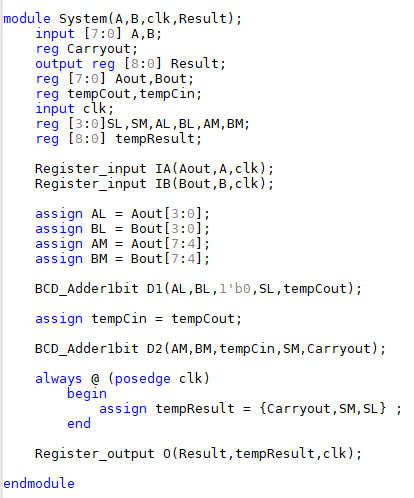 module System(A,B,clk,Result);
    input [7:0] A,B;
    reg Carryout;
    output reg [8:0] Result;
    reg [7:0] Aout,Bout;
    reg tempCout,tempCin;
    input clk;
    reg [3:0]SL,SM,AL,BL,AM,BM;
    reg [8:0] tempResult;

    Register_input IA(Aout,A,clk);
    Register_input IB(Bout,B,clk);

    assign AL = Aout[3:0];
    assign BL = Bout[3:0];
    assign AM = Aout[7:4];
    assign BM = Bout[7:4];

    BCD_Adder1bit D1(AL,BL,1'b0,SL,tempCout);

    assign tempCin = tempCout;

    BCD_Adder1bit D2(AM,BM,tempCin,SM,Carryout);

    always @ (posedge clk)
        begin
            assign tempResult = {Carryout,SM,SL} ;
        end

    Register_output O(Result,tempResult,clk);

endmodule